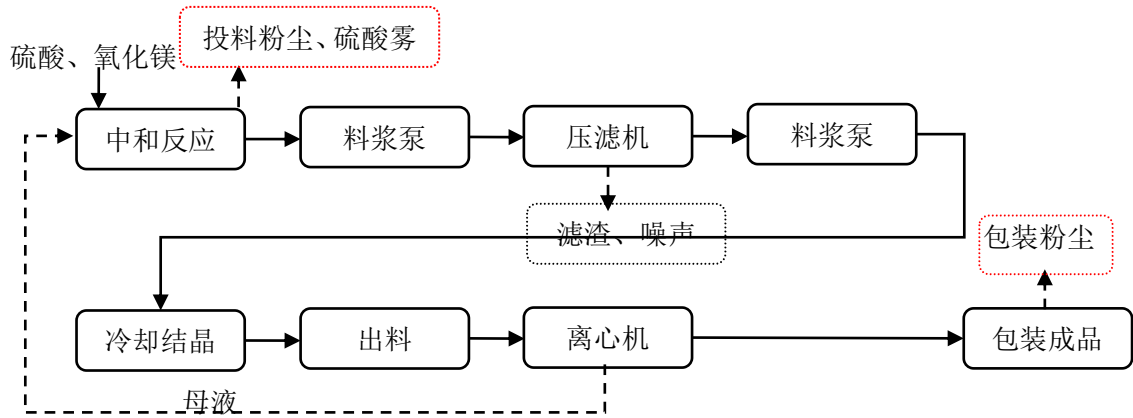 投料粉尘、硫酸雾
硫酸、氧化镁
中和反应
料浆泵
压滤机
料浆泵
滤渣、噪声
包装粉尘
冷却结晶
出料
离心机
包装成品
母液